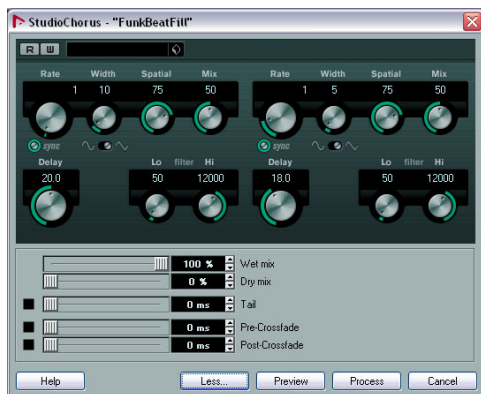 StudioChorus - "FunkBeatFill"
R W
Rate Width Spatial Mix Rate Width Spatial Mix
1 10 75 50 1 5 75 50
sync sync
Delay Lo filter Hi Delay Lo filter Hi
20.0 50 12000 18.0 50 12000
100 % Wet mix
0 % Dry mix
0 ms Tail
0 ms Pre-Crossfade
0 ms Post-Crossfade
Help Less... Preview Process Cancel